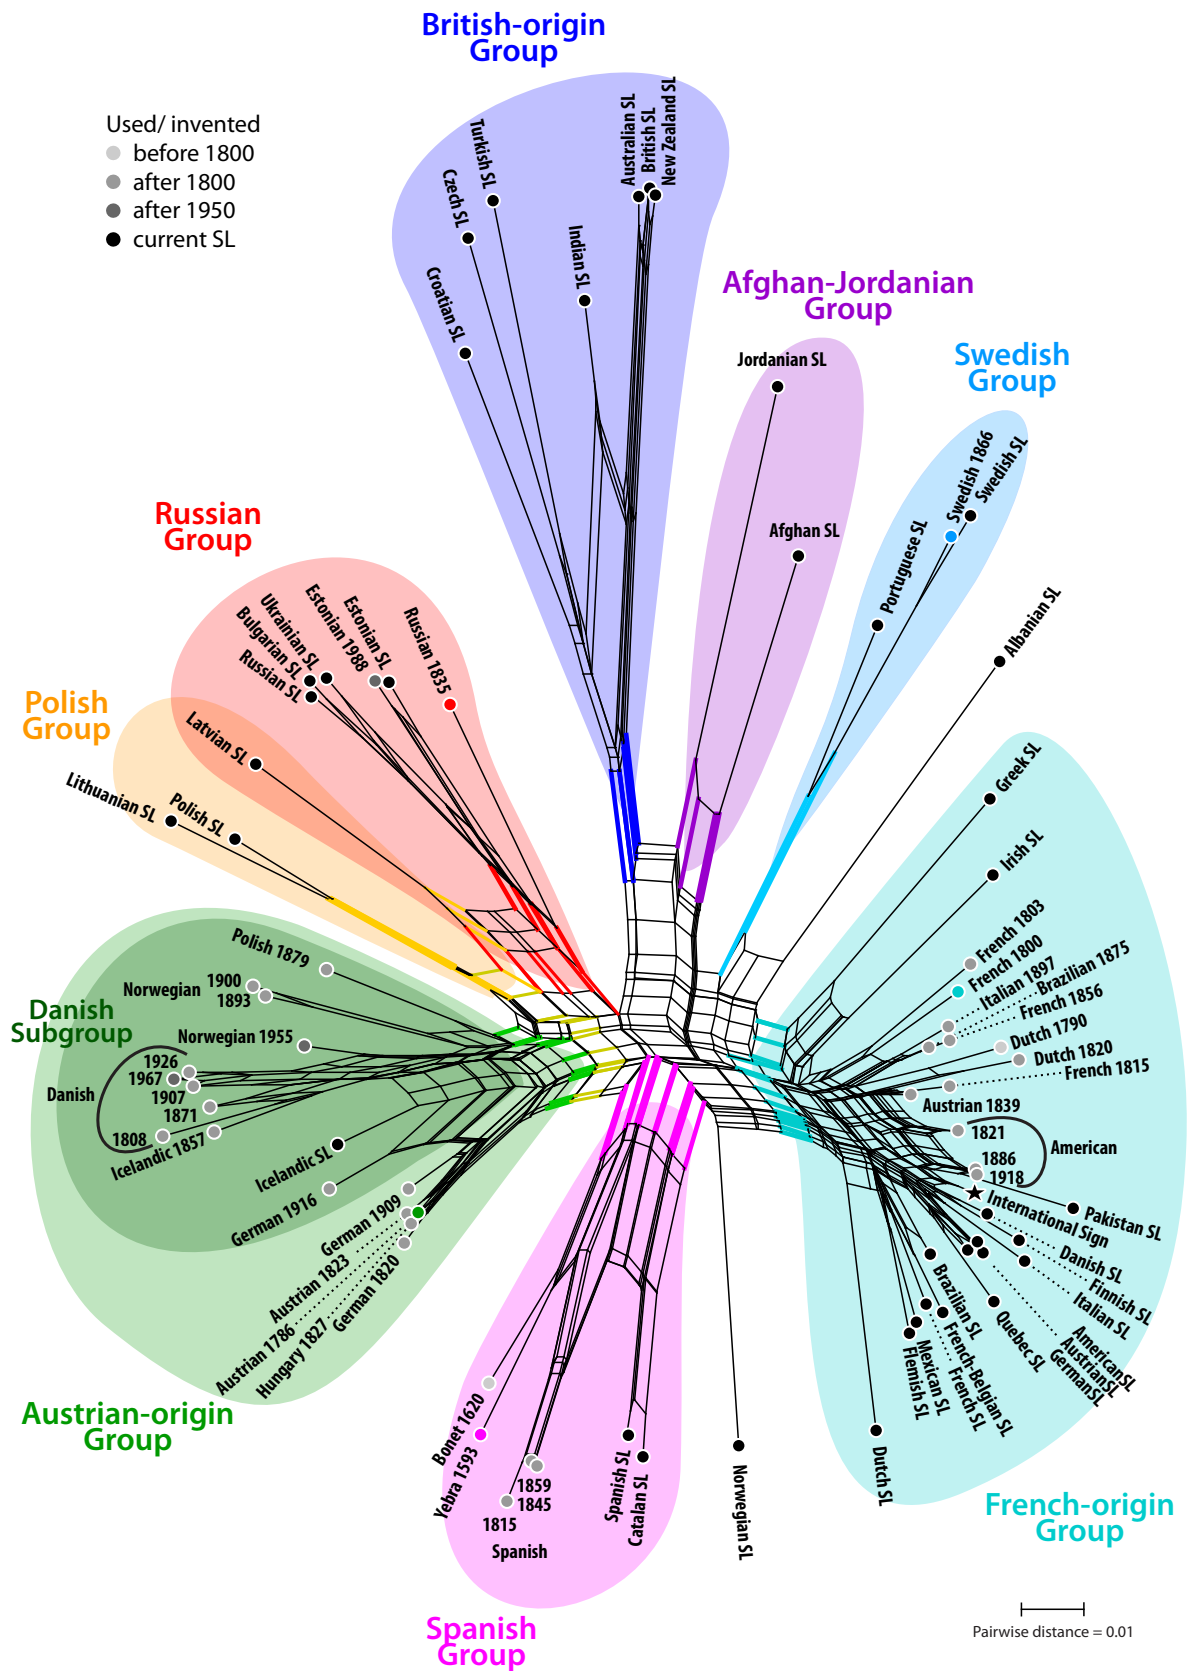 British-origin
Group
Used/ invented
before 1800
after 1800
after 1950
current SL
Turkish SL
Czech SL
Croatian SL
Indian SL
Australian SL
British SL
New Zealand SL
Afghan-Jordanian
Group
Jordanian SL
Afghan SL
Swedish
Group
Swedish 1866
Swedish SL
Portuguese SL
Albanian SL
Russian
Group
Russian 1835
Estonian SL
Estonian 1988
Ukrainian SL
Bulgarian SL
Russian SL
Polish
Group
Latvian SL
Lithuanian SL
Polish SL
Greek SL
Irish SL
French 1803
French 1800
Italian 1897
Brazilian 1875
French 1856
Dutch 1790
Dutch 1820
French 1815
Austrian 1839
1821
American
1886
1918
International Sign
Pakistan SL
Danish SL
Finnish SL
Italian SL
AmericanSL
AustrianSL
GermanSL
Quebec SL
Brazilian SL
French-Belgian SL
French SL
Mexican SL
Flemish SL
Dutch SL
French-origin
Group
Danish
Subgroup
Polish 1879
Norwegian
1900
1893
Norwegian 1955
Danish
1926
1967
1907
1871
1808
Icelandic 1857
Icelandic SL
German 1916
German 1909
Austrian 1823
Austrian 1786
Hungary 1827
German 1820
Austrian-origin
Group
Bonet 1620
Yebra 1593
1859
1845
1815
Spanish
Spanish SL
Catalan SL
Norwegian SL
Spanish
Group
Pairwise distance = 0.01